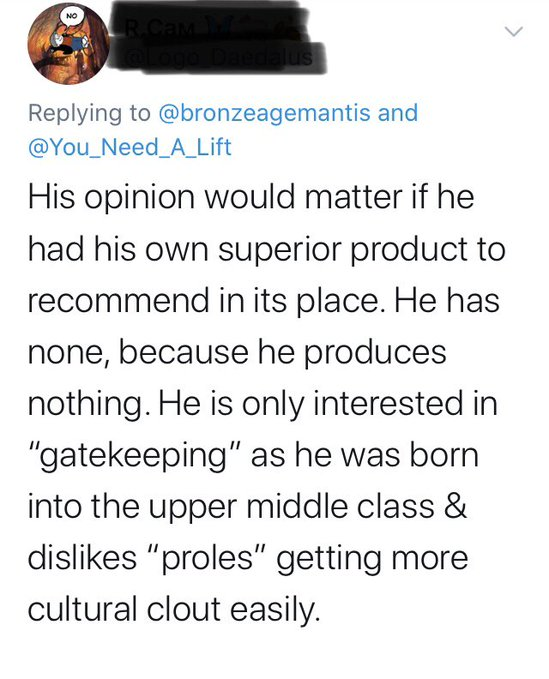 NO
R.Cᴀᴍ
@Logo_Daedalus
Replying to @bronzeagemantis and
@You_Need_A_Lift
His opinion would matter if he
had his own superior product to
recommend in its place. He has
none, because he produces
nothing. He is only interested in
“gatekeeping” as he was born
into the upper middle class &
dislikes “proles” getting more
cultural clout easily.